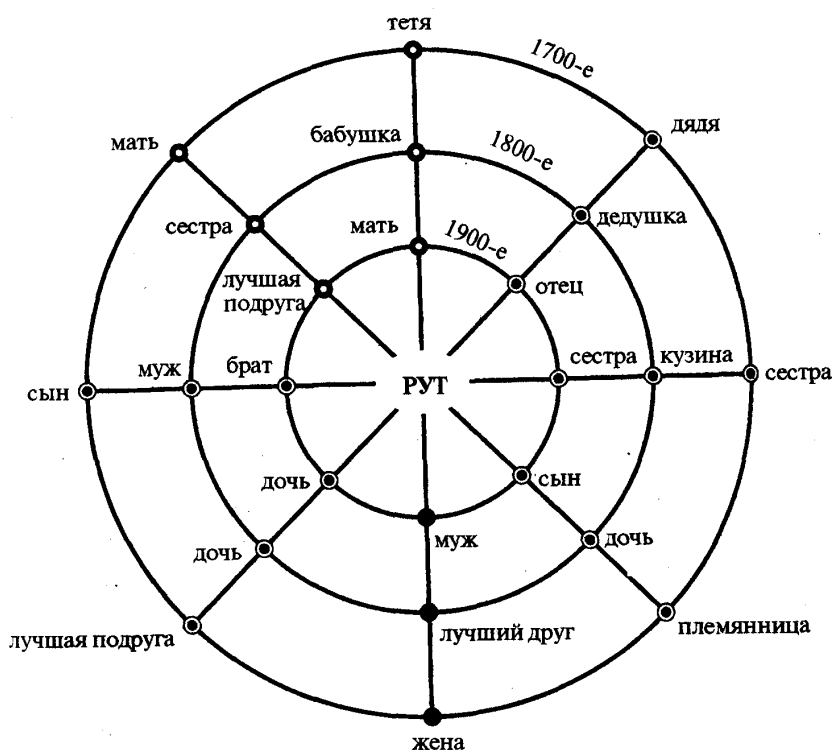 тетя
1700-е
дядя
мать
бабушка
1800-е
дедушка
сестра
мать
1900-е
лучшая
подруга
отец
сын
муж
брат
РУТ
сестра
кузина
сестра
дочь
сын
муж
дочь
дочь
лучшая подруга
лучший друг
племянница
жена